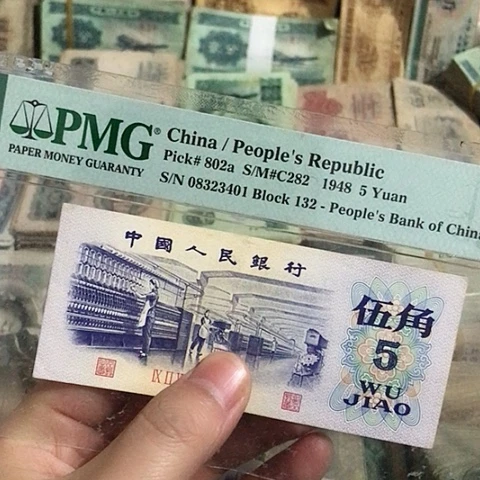 PMG®
PAPER MONEY GUARANTY
China / People's Republic
Pick# 802a S/M#C282 1948 5 Yuan
S/N 08323401 Block 132 - People's Bank of China
中國人民銀行
伍角
5
WU
JIAO